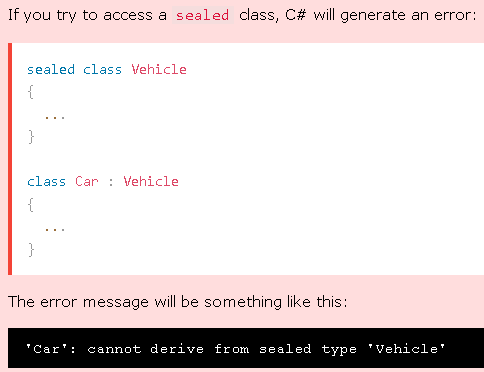 If you try to access a sealed class, C# will generate an error:
sealed class Vehicle
{
  ...
}
class Car : Vehicle
{
  ...
}
The error message will be something like this:
'Car': cannot derive from sealed type 'Vehicle'